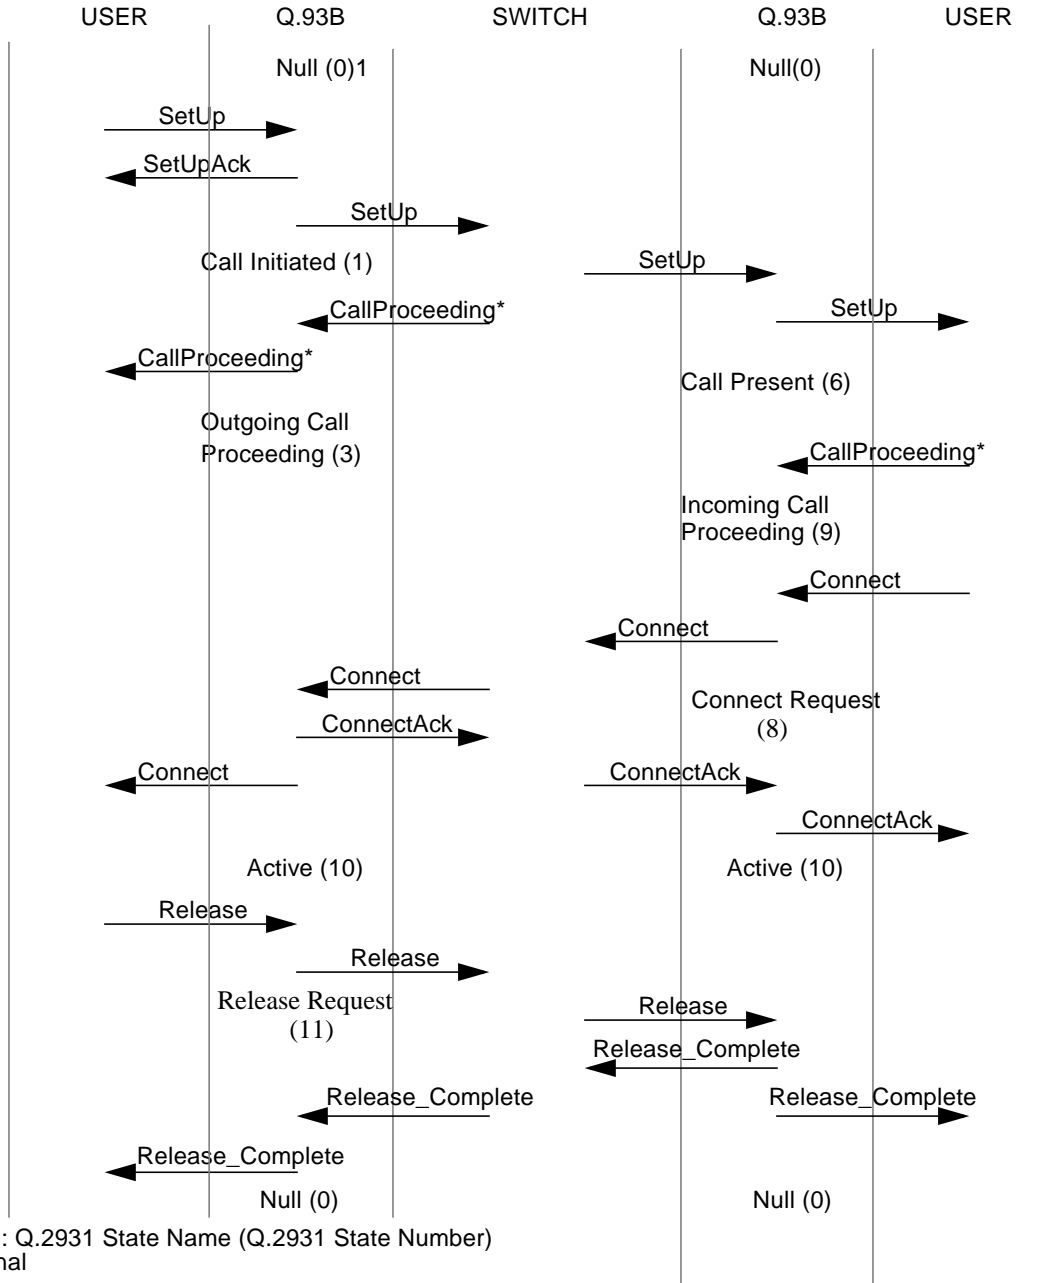 USER Q.93B SWITCH Q.93B USER
Null (0)1 Null(0)
SetUp
SetUpAck
SetUp
Call Initiated (1) SetUp
CallProceeding* SetUp
CallProceeding*
Call Present (6)
Outgoing Call
Proceeding (3) CallProceeding*
Incoming Call
Proceeding (9)
Connect
Connect
Connect
Connect Request
ConnectAck (8)
Connect ConnectAck
ConnectAck
Active (10) Active (10)
Release
Release
Release Request Release
(11)
Release_Complete
Release_Complete Release_Complete
Release_Complete
Null (0) Null (0)
: Q.2931 State Name (Q.2931 State Number)
nal